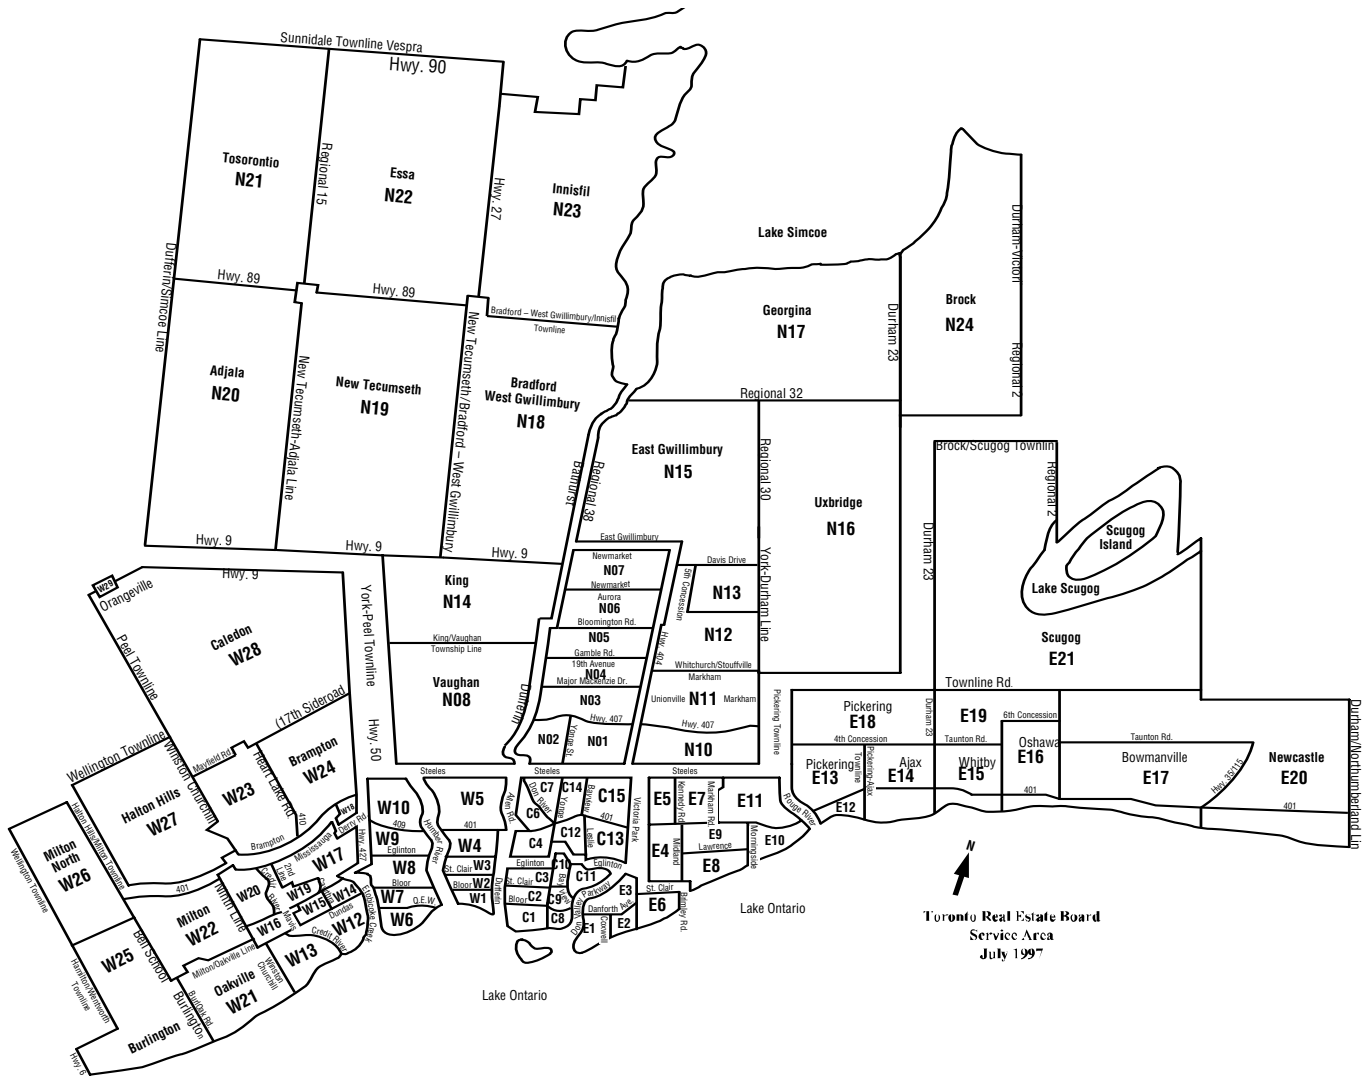 Sunnidale Townline Vespra
Hwy. 90
Tosorontio
N21
Regional 15
Essa
N22
Hwy. 27
Innisfil
N23
Lake Simcoe
Dufferin/Simcoe Line
Hwy. 89
Hwy. 89
Bradford – West Gwillimbury/Innisfil
Townline
Georgina
N17
Durham 23
Brock
N24
Durham-Victori
Regional 2
Adjala
N20
New Tecumseth-Adjala Line
New Tecumseth
N19
New Tecumseth/Bradford – West Gwillimbury
Bradford
West Gwillimbury
N18
Regional 32
Bathurst
Regional 38
East Gwillimbury
N15
Regional 30
Uxbridge
N16
Brock/Scugog Townlin
Regional 2
Durham 23
Scugog
Island
Lake Scugog
Scugog
E21
Hwy. 9
Hwy. 9
Hwy. 9
Hwy. 9
East Gwillimbury
Newmarket
N07
Newmarket
Aurora
N06
Bloomington Rd.
N05
Gamble Rd.
19th Avenue
N04
Major Mackenzie Dr.
N03
Hwy. 407
N02
Yonge St.
N01
Davis Drive
5th Concession
N13
N12
Hwy. 404
York-Durham Line
Whitchurch/Stouffville
Markham
Unionville
N11
Markham
Hwy. 407
N10
W29
Orangeville
Peel Townline
Caledon
W28
York-Peel Townline
King
N14
King/Vaughan
Township Line
Vaughan
N08
Dufferin
Hwy. 50
(17th Sideroad
Wellington Townline
Winston Churchill
Mayfield Rd
Heart Lake Rd.
Brampton
W24
W23
410
Halton Hills
W27
Halton Hills/Milton Townline
Wellington Townline
Milton
North
W26
Brampton
Mississauga
Derry Rd.
W18
Hwy. 427
401
Milton
W22
Ninth Line
W20
Credit
River
2nd
Line
W17
W19
W15
W14
Mavis
W16
Dundas
W12
Credit River
W13
Etobicoke Creek
W25
Hamilton/Wentworth
Townline
Bell School
Milton/Oakville Line
Oakville
W21
Winston
Churchill
BurlOak Rd
Burlington
Burlington
Hwy. 6
Steeles
Steeles
Steeles
W10
409
W9
Eglinton
W8
Bloor
W7
Q.E.W.
W6
Humber River
W5
401
W4
St. Clair
W3
Bloor
W2
W1
Dufferin
Allen Rd.
C7
Don River
C6
C14
Yonge
Bayview
C15
401
C4
C12
Leslie
C13
Victoria Park
Eglinton
C10
Eglinton
St. Clair
C3
C11
Bloor
C2
C9
C1
C8
Don Valley Parkway
E3
Danforth Ave.
E1
Coxwell
E2
St. Clair
E6
E5
Kennedy Rd.
E7
Markham Rd.
E11
E4
Midland
E9
Lawrence
E8
Morningside
E10
Rouge River
Pickering Townline
Townline Rd.
Pickering
E18
Durham 23
E19
6th Concession
4th Concession
Taunton Rd.
Oshawa
E16
Taunton Rd.
Pickering
E13
Pickering-Ajax
Townline
Ajax
E14
Whitby
E15
E12
401
Bowmanville
E17
Hwy. 35/115
Newcastle
E20
401
Durham/Northumberland Lin
Lake Ontario
Lake Ontario
N
Toronto Real Estate Board
Service Area
July 1997